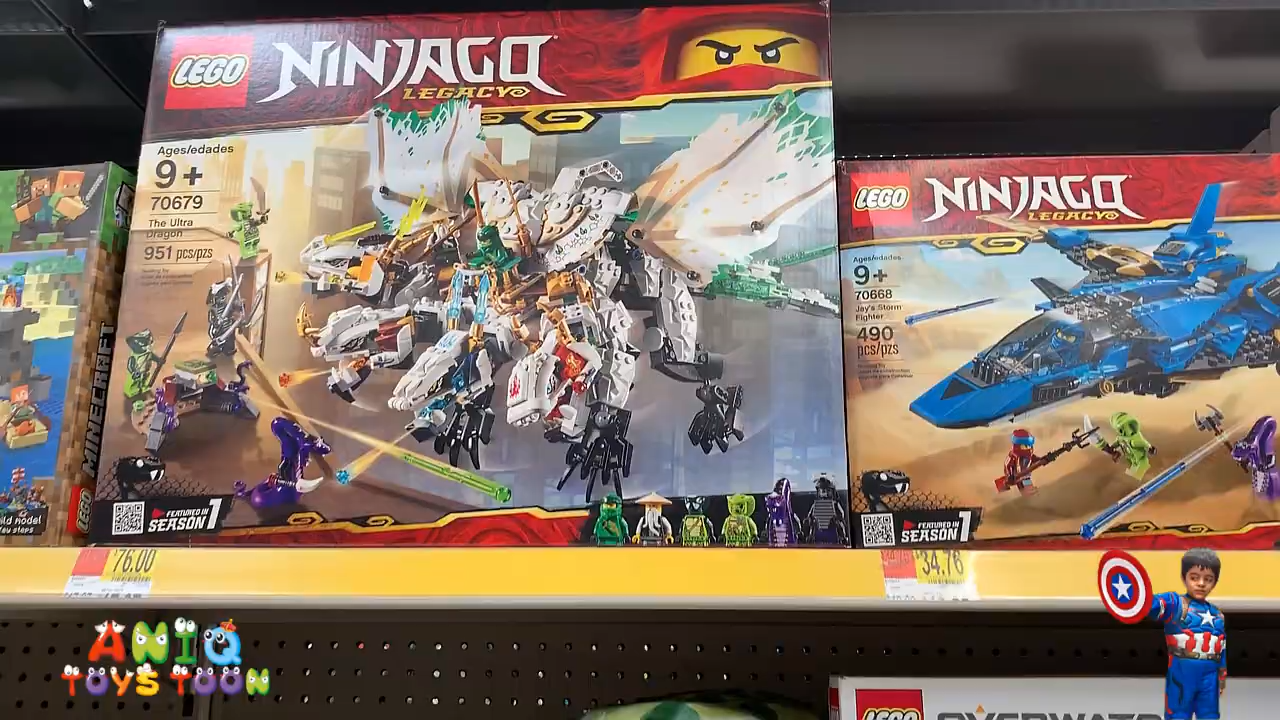 LEGO NINJAGO
LEGACY
Ages/edades
9+
70679
The Ultra
Dragon
951 pcs/pzs
FEATURED IN
SEASON 1
MINECRAFT
LEGO
76.00
LEGO NINJAGO
LEGACY
Ages/edades
9+
70668
Jay's Storm
Fighter
490
pcs/pzs
FEATURED IN
SEASON 1
34.76
ANIQ
TOYS TOON
LEGO OVERWATCH